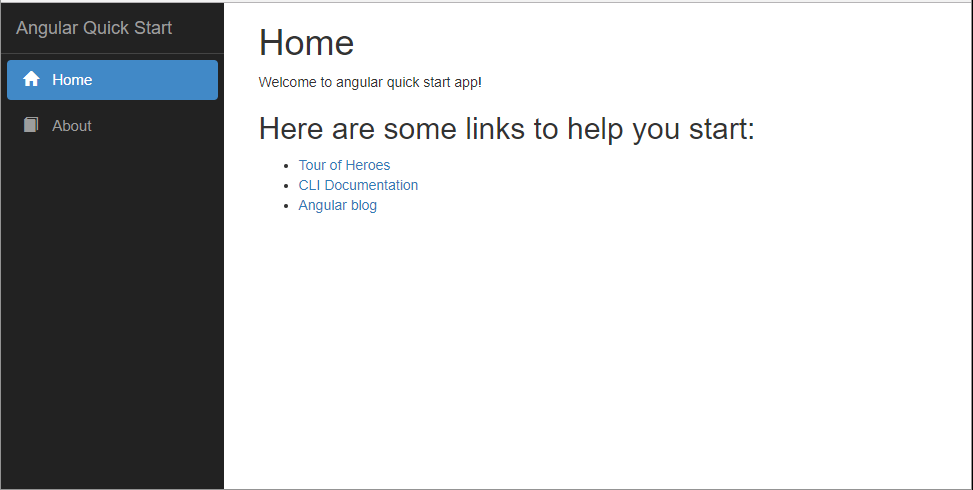 Angular Quick Start
Home
About
Home
Welcome to angular quick start app!
Here are some links to help you start:
Tour of Heroes
CLI Documentation
Angular blog